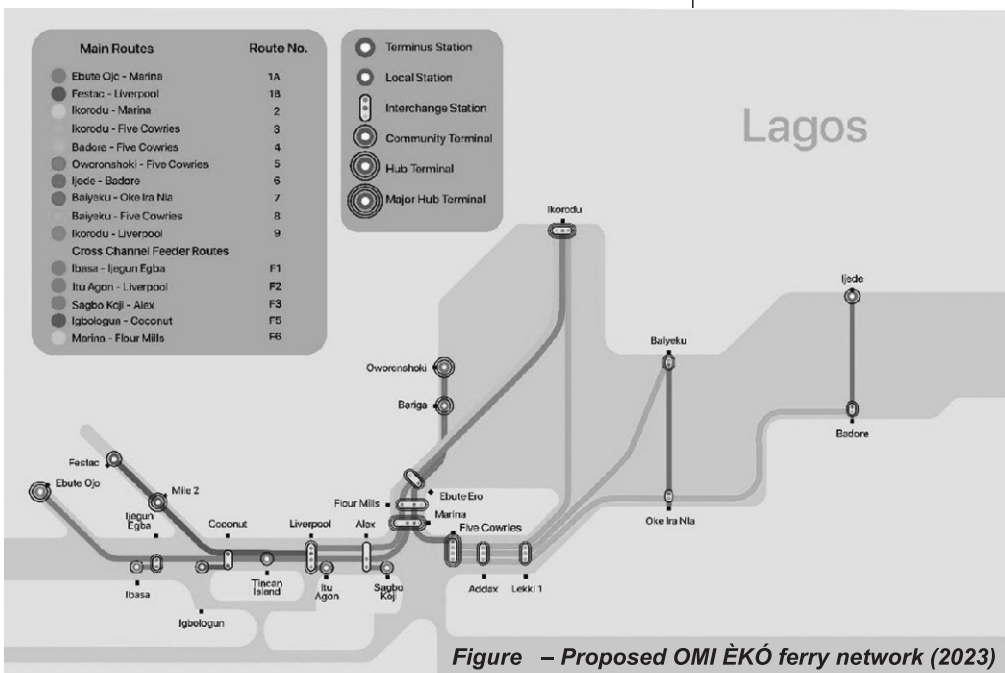 Main Routes Route No.
Ebute Ojo - Marina 1A
Festac - Liverpool 1B
Ikorodu - Marina 2
Ikorodu - Five Cowries 3
Badore - Five Cowries 4
Oworonshoki - Five Cowries 5
Ijede - Badore 6
Baiyeku - Oke Ira Nla 7
Baiyeku - Five Cowries 8
Ikorodu - Liverpool 9
Cross Channel Feeder Routes
Ibasa - Ijegun Egba F1
Itu Agon - Liverpool F2
Sagbo Koji - Alex F3
Igbologun - Coconut F5
Marina - Flour Mills F6
Terminus Station
Local Station
Interchange Station
Community Terminal
Hub Terminal
Major Hub Terminal
Lagos
Ikorodu
Ijede
Baiyeku
Oworonshoki
Bariga
Badore
Festac
Ebute Ojo
Mile 2
Ijegun
Egba
Coconut
Liverpool
Alex
Flour Mills
Ebute Ero
Marina
Five Cowries
Oke Ira Nla
Ibasa
Igbologun
Tincan
Island
Itu
Agon
Sagbo
Koji
Addax
Lekki 1
Figure – Proposed OMI ÈKÓ ferry network (2023)